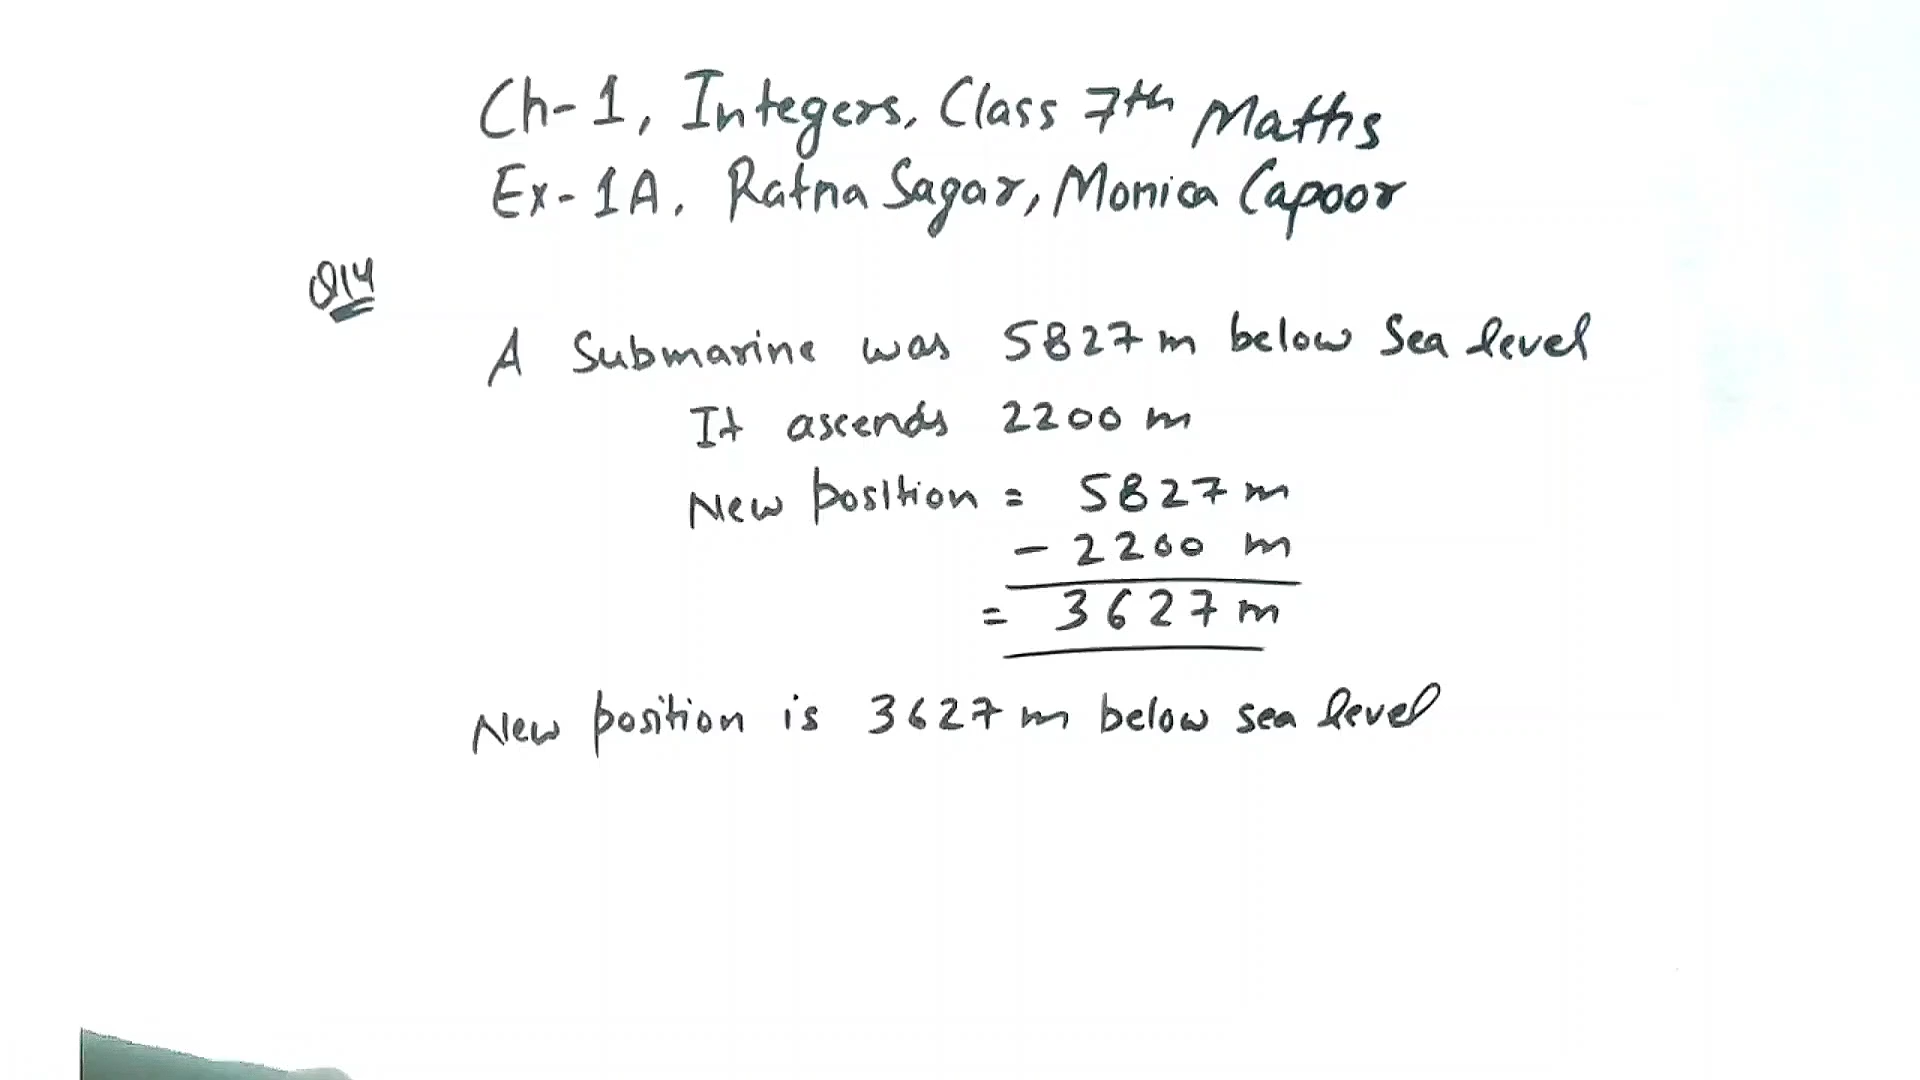 Ch-1, Integers, Class 7th Maths
Ex-1A, Ratna Sagar, Monica Capoor
Q14
A Submarine was 5827 m below Sea level
It ascends 2200 m
New position = 5827 m
- 2200 m
= 3627 m
New position is 3627 m below sea level